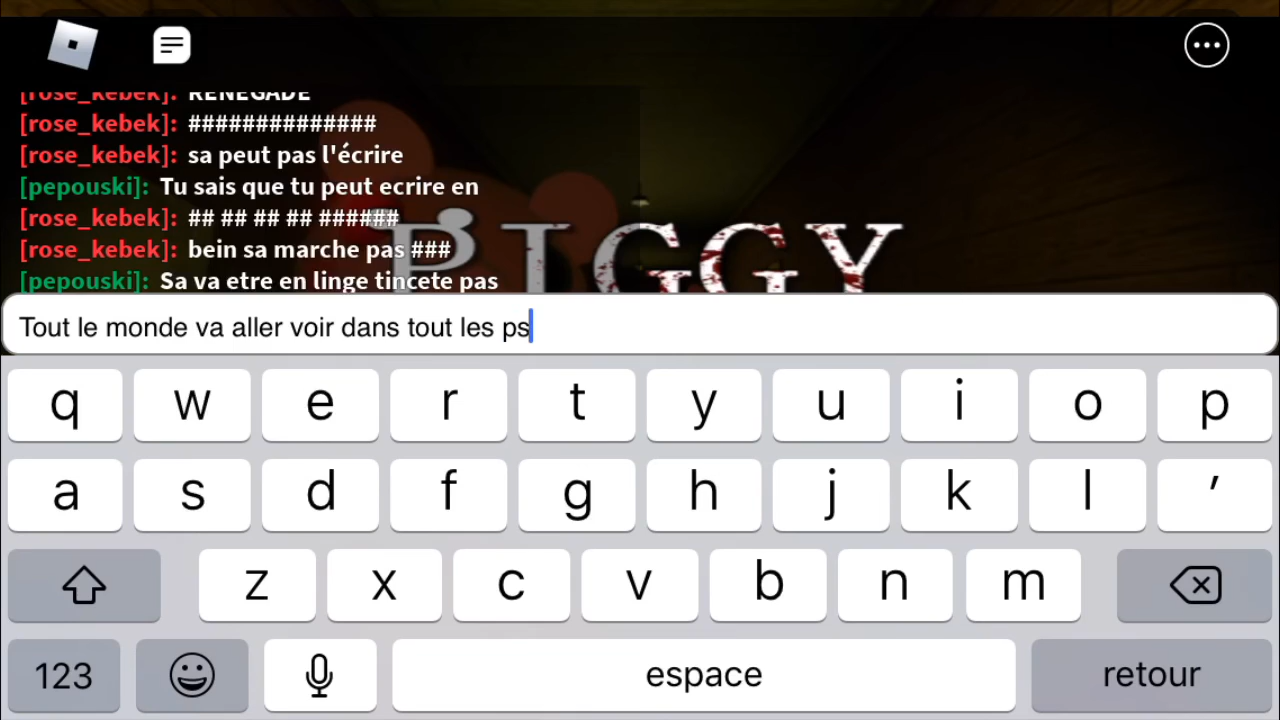 [rose_kebek]: RENEGADE
[rose_kebek]: ##############
[rose_kebek]: sa peut pas l'écrire
[pepouski]: Tu sais que tu peut ecrire en
[rose_kebek]: ## ## ## ## ######
[rose_kebek]: bein sa marche pas ###
[pepouski]: Sa va etre en linge tincete pas
PIGGY
Tout le monde va aller voir dans tout les ps
q w e r t y u i o p
a s d f g h j k l ′
z x c v b n m
123 espace retour